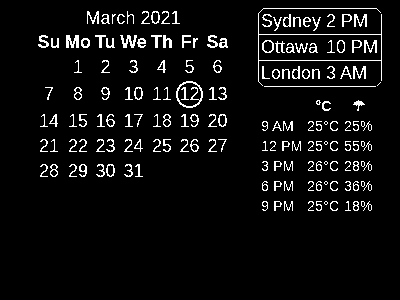 March 2021
Su Mo Tu We Th Fr Sa
1 2 3 4 5 6
7 8 9 10 11 12 13
14 15 16 17 18 19 20
21 22 23 24 25 26 27
28 29 30 31
Sydney 2 PM
Ottawa 10 PM
London 3 AM
°C ☂
9 AM 25°C 25%
12 PM 25°C 55%
3 PM 26°C 28%
6 PM 26°C 36%
9 PM 25°C 18%